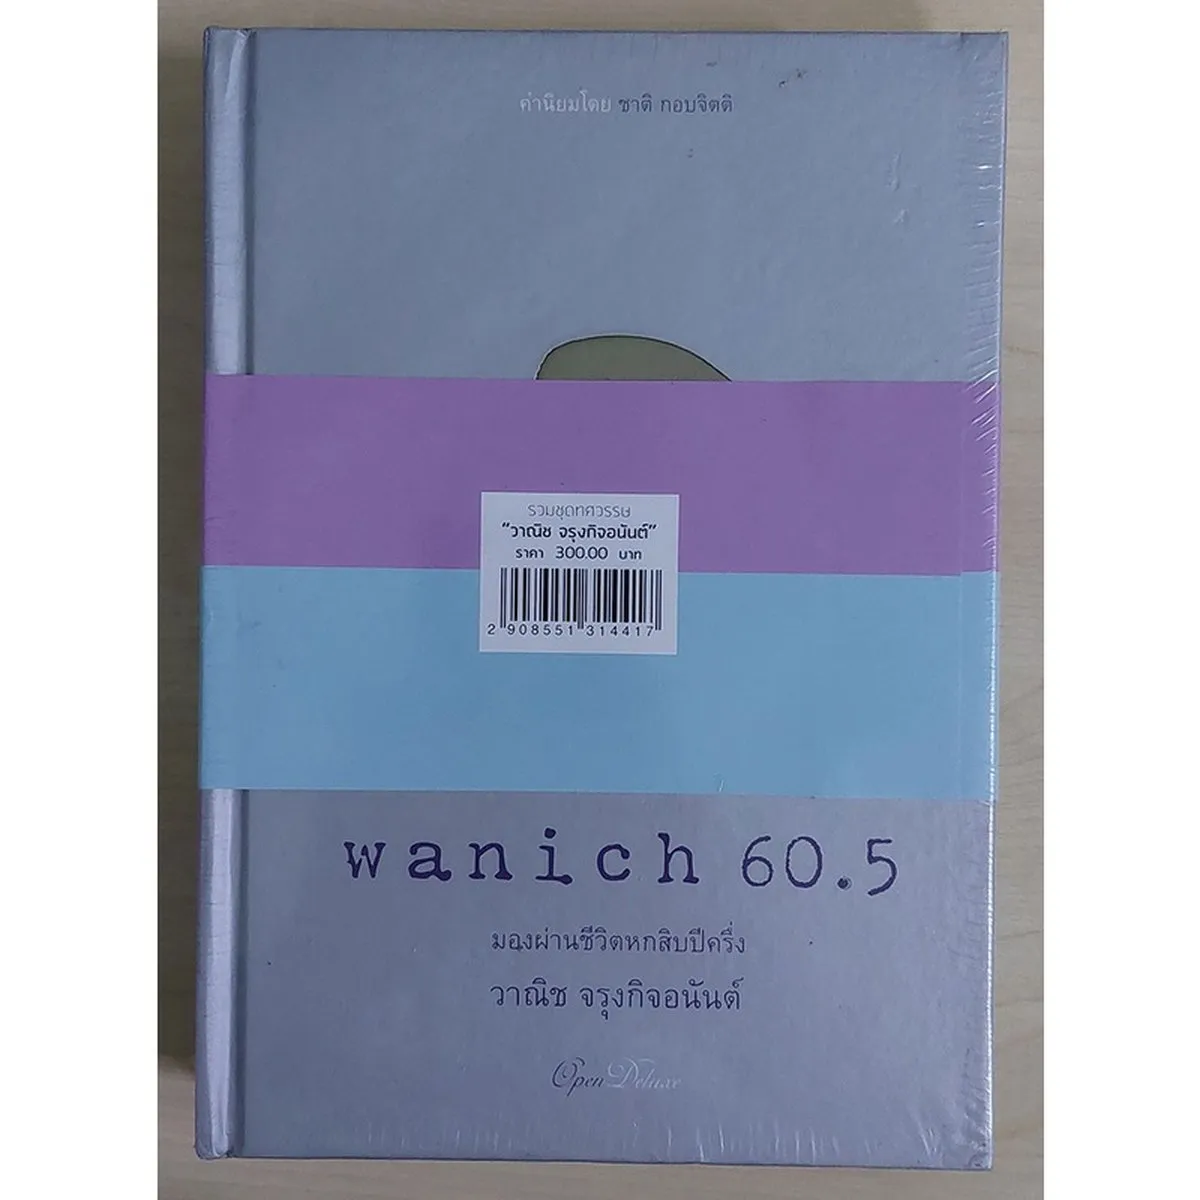 คำนิยมโดย ชาติ กอบจิตติ
รวมชุดทศวรรษ
“วาณิช จรุงกิจอนันต์”
ราคา 300.00 บาท
2 908551 314417
wanich 60.5
มองผ่านชีวิตหกสิบปีครึ่ง
วาณิช จรุงกิจอนันต์
Open Deluxe